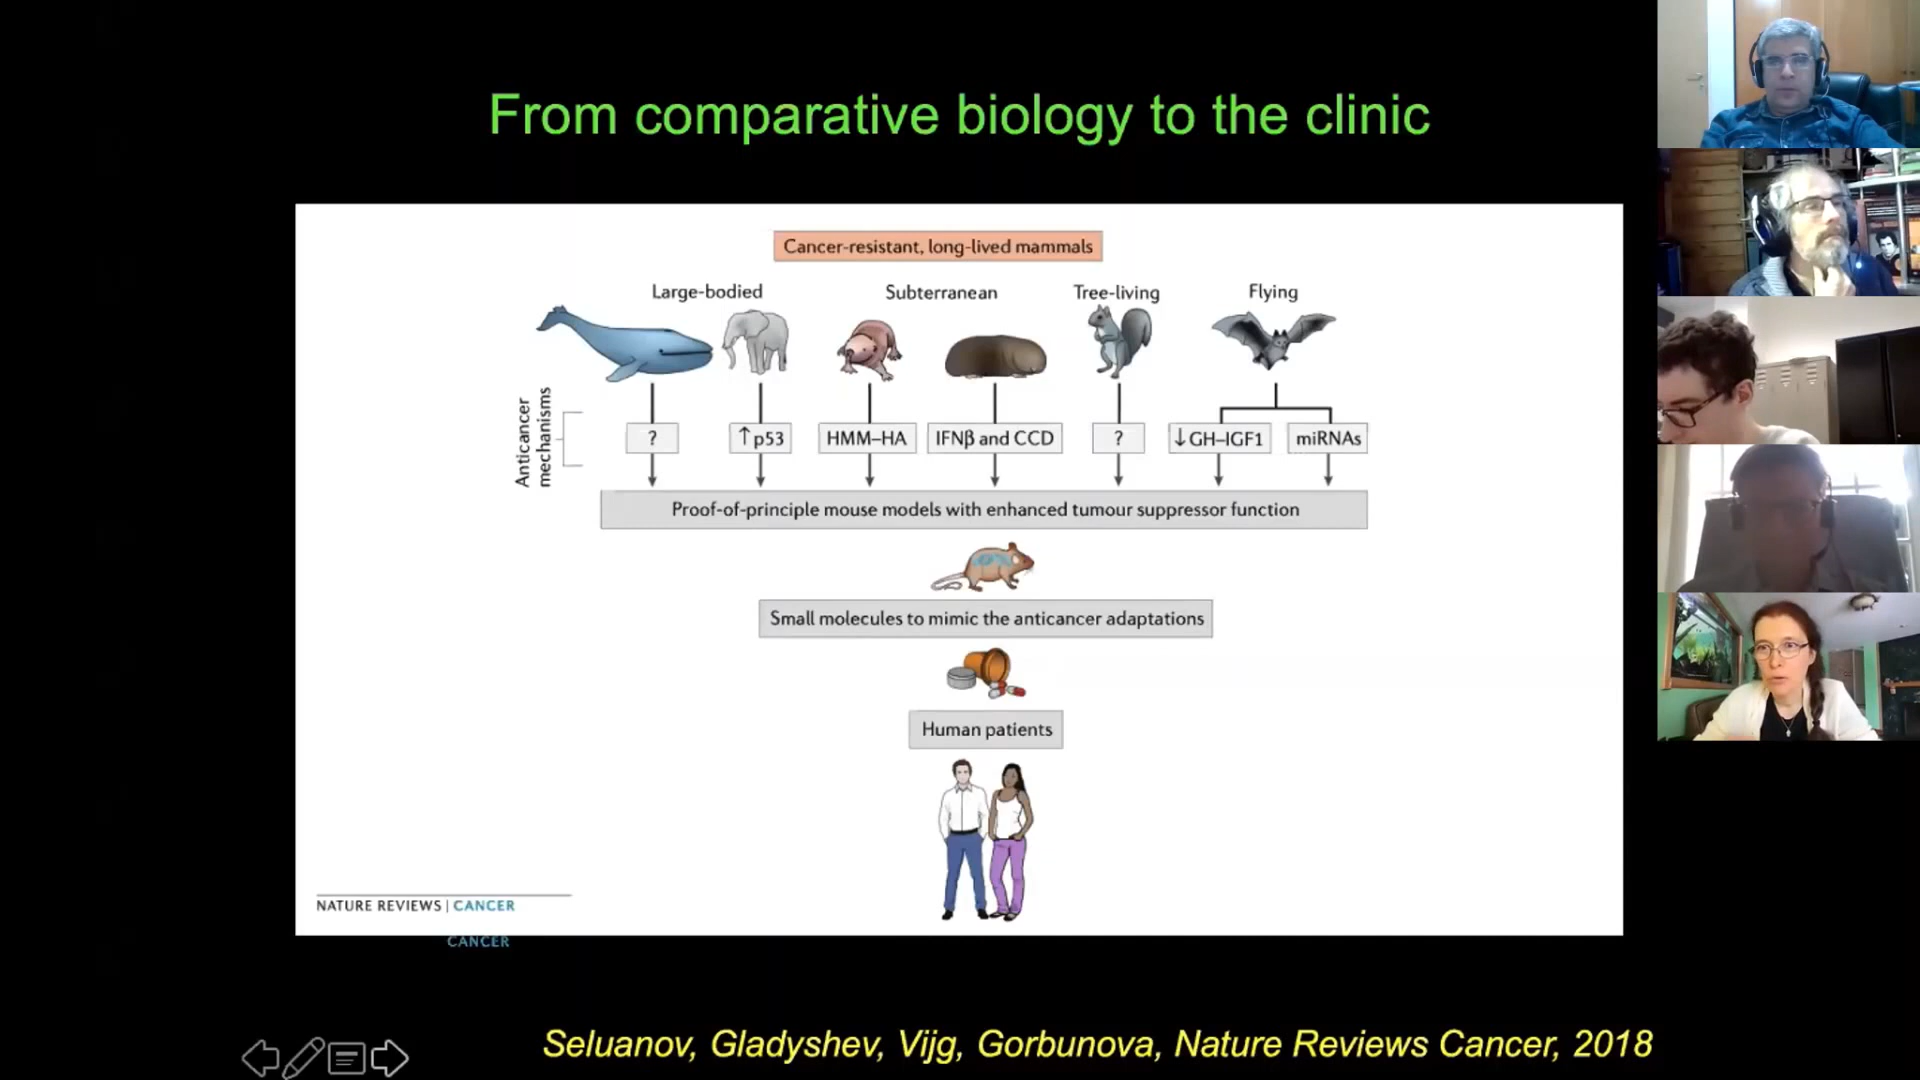 From comparative biology to the clinic
Cancer-resistant, long-lived mammals
Large-bodied
Subterranean
Tree-living
Flying
Anticancer
mechanisms
?
↑p53
HMM–HA
IFNβ and CCD
?
↓GH–IGF1
miRNAs
Proof-of-principle mouse models with enhanced tumour suppressor function
Small molecules to mimic the anticancer adaptations
Human patients
NATURE REVIEWS | CANCER
CANCER
Seluanov, Gladyshev, Vijg, Gorbunova, Nature Reviews Cancer, 2018